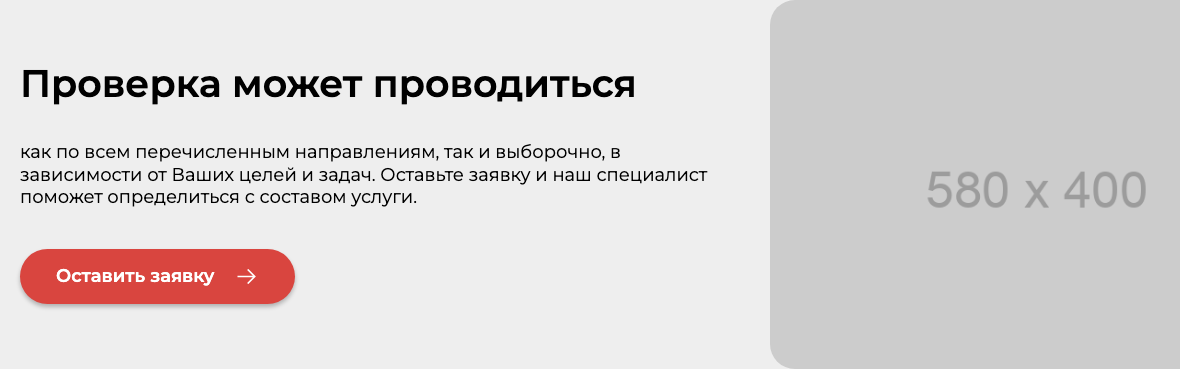 Проверка может проводиться
как по всем перечисленным направлениям, так и выборочно, в
зависимости от Ваших целей и задач. Оставьте заявку и наш специалист
поможет определиться с составом услуги.
Оставить заявку
580 x 400